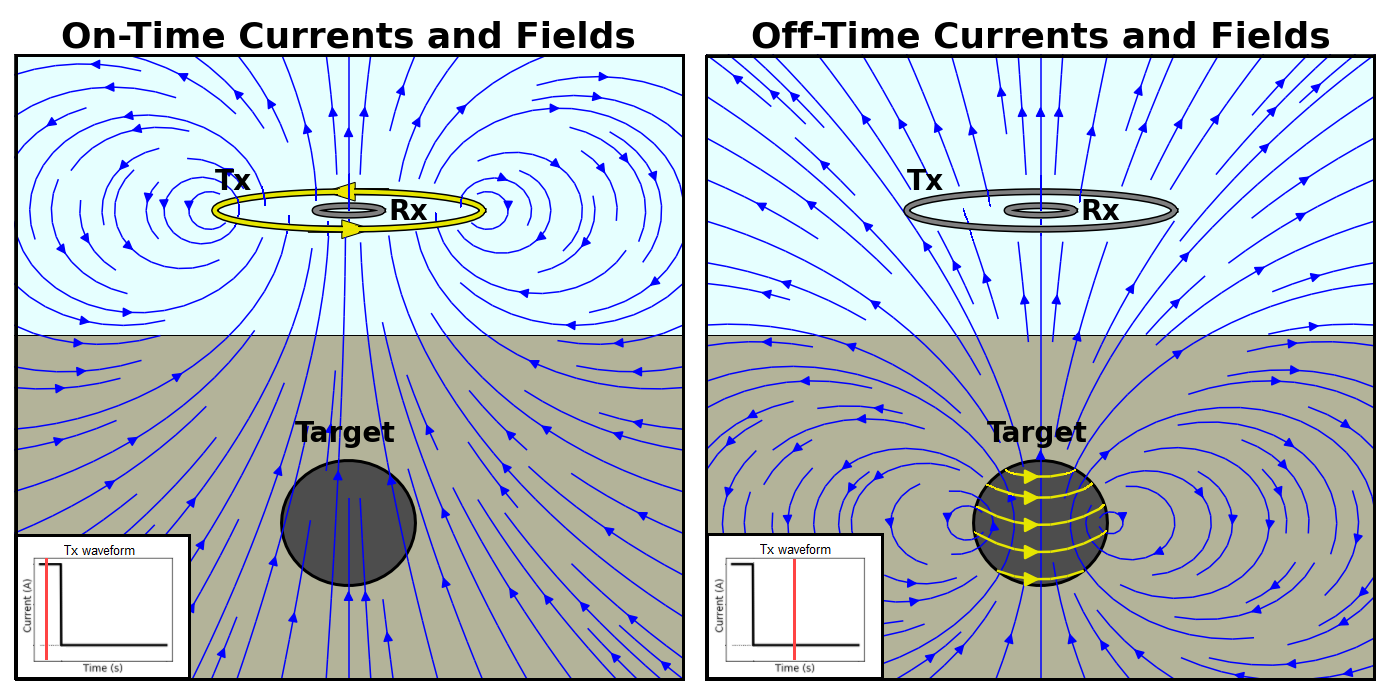 On-Time Currents and Fields
Tx
Rx
Target
Tx waveform
Current (A)
Time (s)
Off-Time Currents and Fields
Tx
Rx
Target
Tx waveform
Current (A)
Time (s)